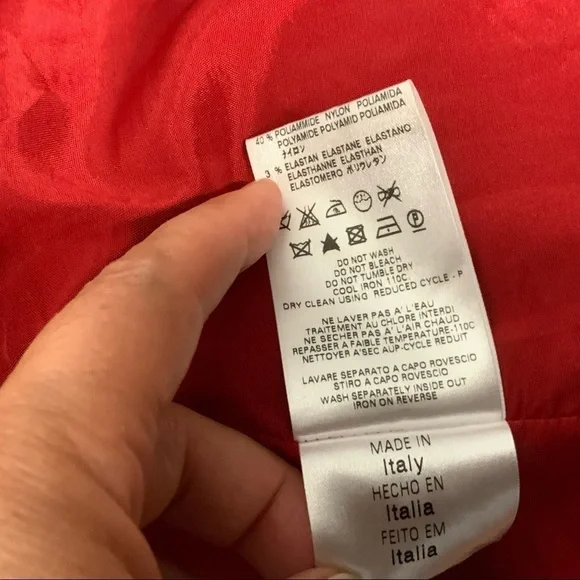 40 % POLIAMMIDE NYLON POLIAMIDA
POLYAMIDE POLYAMID POLIAMIDA
ナイロン
3 % ELASTAN ELASTANE ELASTANO
ELASTHANNE ELASTHAN
ELASTOMERO ポリウレタン
P
DO NOT WASH
DO NOT BLEACH
DO NOT TUMBLE DRY
COOL IRON 110C.
DRY CLEAN USING REDUCED CYCLE - P
NE LAVER PAS A' L'EAU
TRAITEMENT AU CHLORE INTERDI
NE SECHER PAS A' L'AIR CHAUD
REPASSER A FAIBLE TEMPERATURE-110C
NETTOYER A'SEC AUP-CYCLE REDUIT
LAVARE SEPARATO A CAPO ROVESCIO
STIRO A CAPO ROVESCIO
WASH SEPARATELY INSIDE OUT
IRON ON REVERSE
MADE IN
Italy
HECHO EN
Italia
FEITO EM
Italia